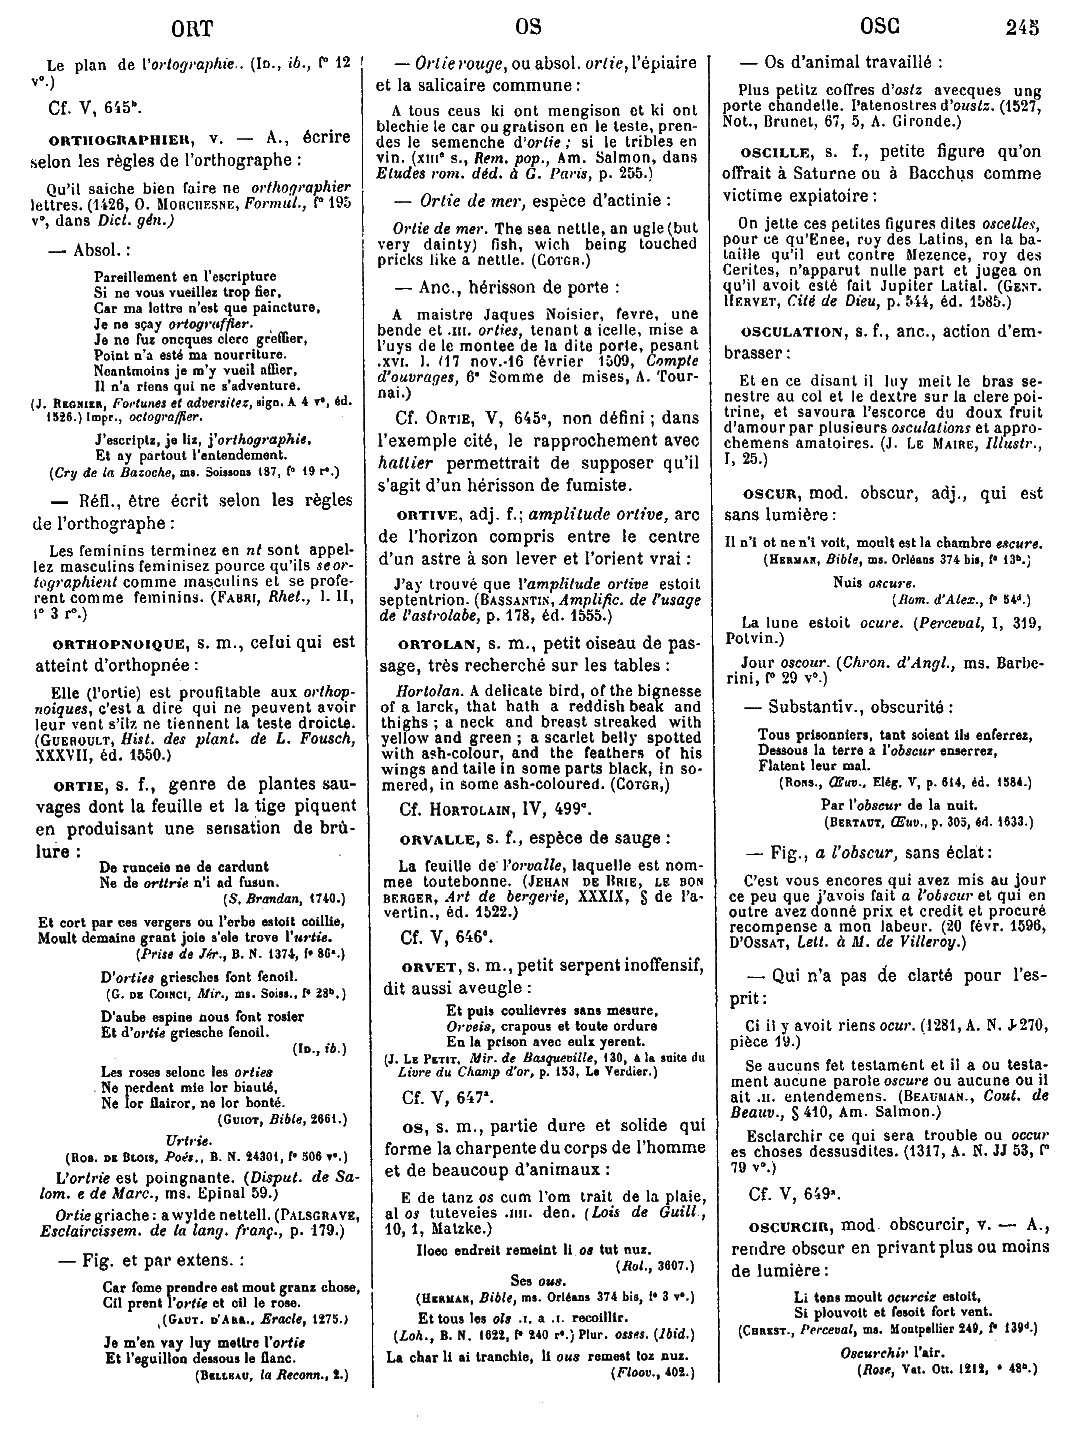 ORT
OS
OSC 245
Le plan de l'ortographie.. (ID., ib., f° 12
v°.)
Cf. V, 645ᵇ.
ORTHOGRAPHIER, v. — A., écrire
selon les règles de l'orthographe :
Qu'il saiche bien faire ne orthographier
lettres. (1426, O. MORCHESNE, Formul., f° 195
v°, dans Dict. gén.)
— Absol. :
Pareillement en l'escripture
Si ne vous vueillez trop fier,
Car ma lettre n'est que paincture,
Je ne sçay ortograffier.
Je ne fuz oncques clerc greffier,
Point n'a esté ma nourriture.
Neantmoins je m'y vueil affier,
Il n'a riens qui ne s'adventure.
(J. REGNIER, Fortunes et adversitez, sign. A 4 v°, éd.
1526.) Impr., octograffier.
J'escriptz, je liz, j'orthographie,
Et ay partout l'entendement.
(Cry de la Bazoche, ms. Soissons 187, f° 19 r°.)
— Réfl., être écrit selon les règles
de l'orthographe :
Les feminins terminez en nt sont appel-
lez masculins feminisez pource qu'ils se or-
tographient comme masculins et se profe-
rent comme feminins. (FABRI, Rhet., l. II,
f° 3 r°.)
ORTHOPNOIQUE, s. m., celui qui est
atteint d'orthopnée :
Elle (l'ortie) est proufitable aux orthop-
noiques, c'est a dire qui ne peuvent avoir
leur vent s'ilz ne tiennent la teste droicte.
(GUEROULT, Hist. des plant. de L. Fousch,
XXXVII, éd. 1550.)
ORTIE, s. f., genre de plantes sau-
vages dont la feuille et la tige piquent
en produisant une sensation de brû-
lure :
De runceie ne de cardunt
Ne de orttrie n'i ad fusun.
(S. Brandan, 1740.)
Et cort par ces vergers ou l'erbe estoit coillie,
Moult demaine grant joie s'ele trove l'urtie.
(Prise de Jér., B. N. 1374, f° 86ᵃ.)
D'orties griesches font fenoil.
(G. DE COINCI, Mir., ms. Soiss., f° 28ᵇ.)
D'aube espine nous font rosier
Et d'ortie griesche fenoil.
(ID., ib.)
Les roses selonc les orties
Ne perdent mie lor biauté,
Ne lor flairor, ne lor bonté.
(GUIOT, Bible, 2661.)
Urtrie.
(ROB. DE BLOIS, Poés., B. N. 24301, f° 506 v°.)
L'ortrie est poingnante. (Disput. de Sa-
lom. e de Marc., ms. Epinal 59.)
Ortie griache : a wylde nettell. (PALSGRAVE,
Esclaircissem. de la lang. franç., p. 179.)
— Fig. et par extens. :
Car feme prendre est mout granz chose,
Cil prent l'ortie et cil le rose.
(GAUT. D'ARR., Eracle, 1275.)
Je m'en vay luy mettre l'ortie
Et l'eguillon dessous le flanc.
(BELLEAU, la Reconn., 2.)
— Ortie rouge, ou absol. ortie, l'épiaire
et la salicaire commune :
A tous ceus ki ont mengison et ki ont
blechie le car ou gratison en le teste, pren-
des le semenche d'ortie ; si le tribles en
vin. (XIIIᵉ s., Rem. pop., Am. Salmon, dans
Etudes rom. déd. à G. Paris, p. 255.)
— Ortie de mer, espèce d'actinie :
Ortie de mer. The sea nettle, an ugle (but
very dainty) fish, wich being touched
pricks like a nettle. (COTGR.)
— Anc., hérisson de porte :
A maistre Jaques Noisier, fevre, une
bende et .III. orties, tenant a icelle, mise a
l'uys de le montee de la dite porte, pesant
.XVI. l. (17 nov.-16 février 1509, Compte
d'ouvrages, 6ᵉ Somme de mises, A. Tour-
nai.)
Cf. ORTIE, V, 645ᶜ, non défini ; dans
l'exemple cité, le rapprochement avec
hattier permettrait de supposer qu'il
s'agit d'un hérisson de fumiste.
ORTIVE, adj. f.; amplitude ortive, arc
de l'horizon compris entre le centre
d'un astre à son lever et l'orient vrai :
J'ay trouvé que l'amplitude ortive estoit
septentrion. (BASSANTIN, Amplific. de l'usage
de l'astrolabe, p. 178, éd. 1555.)
ORTOLAN, s. m., petit oiseau de pas-
sage, très recherché sur les tables :
Hortolan. A delicate bird, of the bignesse
of a larck, that hath a reddish beak and
thighs ; a neck and breast streaked with
yellow and green ; a scarlet belly spotted
with ash-colour, and the feathers of his
wings and taile in some parts black, in so-
mered, in some ash-coloured. (COTGR.)
Cf. HORTOLAIN, IV, 499ᶜ.
ORVALLE, s. f., espèce de sauge :
La feuille de l'orvalle, laquelle est nom-
mee toutebonne. (JEHAN DE BRIE, LE BON
BERGER, Art de bergerie, XXXIX, § de l'a-
vertin., éd. 1522.)
Cf. V, 646ᶜ.
ORVET, s. m., petit serpent inoffensif,
dit aussi aveugle :
Et puis coulievres sans mesure,
Orveis, crapous et toute ordure
En la prison avec eulx yerent.
(J. LE PETIT, Mir. de Basqueville, 130, à la suite du
Livre du Champ d'or, p. 153, Le Verdier.)
Cf. V, 647ᵃ.
OS, s. m., partie dure et solide qui
forme la charpente du corps de l'homme
et de beaucoup d'animaux :
E de tanz os cum l'om trait de la plaie,
al os tuteveies .IIII. den. (Lois de Guill.,
10, 1, Matzke.)
Iloec endreit remeint li os tut nuz.
(Rol., 3607.)
Ses ous.
(HERMAN, Bible, ms. Orléans 374 bis, f° 3 v°.)
Et tous les ols .I. a .I. recoillir.
(Loh., B. N. 1622, f° 240 r°.) Plur. osses. (Ibid.)
La char li ai tranchie, li ous remest toz nuz.
(Floov., 402.)
— Os d'animal travaillé :
Plus petitz coffres d'ostz avecques ung
porte chandelle. Patenostres d'oustz. (1527,
Not., Brunet, 67, 5, A. Gironde.)
OSCILLE, s. f., petite figure qu'on
offrait à Saturne ou à Bacchus comme
victime expiatoire :
On jette ces petites figures dites oscelles,
pour ce qu'Enee, roy des Latins, en la ba-
taille qu'il eut contre Mezence, roy des
Cerites, n'apparut nulle part et jugea on
qu'il avoit esté fait Jupiter Latial. (GENT.
HERVET, Cité de Dieu, p. 544, éd. 1585.)
OSCULATION, s. f., anc., action d'em-
brasser :
Et en ce disant il luy meit le bras se-
nestre au col et le dextre sur la clere poi-
trine, et savoura l'escorce du doux fruit
d'amour par plusieurs osculations et appro-
chemens amatoires. (J. LE MAIRE, Illustr.,
I, 25.)
OSCUR, mod. obscur, adj., qui est
sans lumière :
Il n'i ot ne n'i voit, moult est la chambre escure.
(HERMAN, Bible, ms. Orléans 374 bis, f° 13ᵇ.)
Nuis oscure.
(Rom. d'Alex., f° 54ᵈ.)
La lune estoit ocure. (Perceval, I, 319,
Potvin.)
Jour oscour. (Chron. d'Angl., ms. Barbe-
rini, f° 29 v°.)
— Substantiv., obscurité :
Tous prisonniers, tant soient ils enferrez,
Dessous la terre a l'obscur enserrez,
Flatent leur mal.
(RONS., Œuv., Elég. V, p. 614, éd. 1584.)
Par l'obscur de la nuit.
(BERTAUT, Œuv., p. 305, éd. 1633.)
— Fig., a l'obscur, sans éclat :
C'est vous encores qui avez mis au jour
ce peu que j'avois fait a l'obscur et qui en
outre avez donné prix et credit et procuré
recompense a mon labeur. (20 févr. 1596,
D'OSSAT, Lett. à M. de Villeroy.)
— Qui n'a pas de clarté pour l'es-
prit :
Ci il y avoit riens ocur. (1281, A. N. J 270,
pièce 19.)
Se aucuns fet testament et il a ou testa-
ment aucune parole oscure ou aucune ou il
ait .II. entendemens. (BEAUMAN., Cout. de
Beauv., § 410, Am. Salmon.)
Esclarchir ce qui sera trouble ou occur
es choses dessusdites. (1317, A. N. JJ 53, f°
79 v°.)
Cf. V, 649ᵃ.
OSCURCIR, mod. obscurcir, v. — A.,
rendre obscur en privant plus ou moins
de lumière :
Li tens moult ocurciz estoit,
Si plouvoit et fesoit fort vent.
(CHREST., Perceval, ms. Montpellier 249, f° 139ᵈ.)
Oscurchir l'air.
(Rose, Vat. Ott. 1212, f° 48ᵇ.)